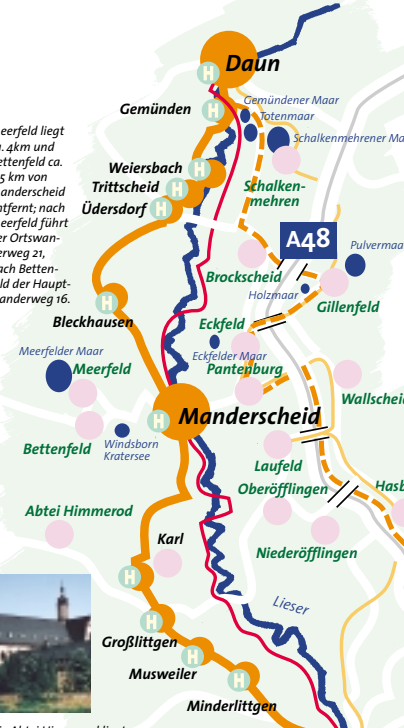 Daun
Gemünden
Gemündener Maar
Totenmaar
Schalkenmehrener Ma
eerfeld liegt
. 4km und
ettenfeld ca.
5 km von
anderscheid
tfernt; nach
eerfeld führt
er Ortswan-
erweg 21,
ach Betten-
ld der Haupt-
anderweg 16.
Weiersbach
Trittscheid
Üdersdorf
Schalken-
mehren
A48
Pulvermaar
Brockscheid
Holzmaar
Gillenfeld
Bleckhausen
Eckfeld
Eckfelder Maar
Pantenburg
Meerfelder Maar
Meerfeld
Wallschei
Manderscheid
Bettenfeld
Windsborn
Kratersee
Laufeld
Oberöfflingen
Hasb
Abtei Himmerod
Karl
Niederöfflingen
Lieser
Großlittgen
Musweiler
Minderlittgen
H
H
H
H
H
H
H
H
H
H
H